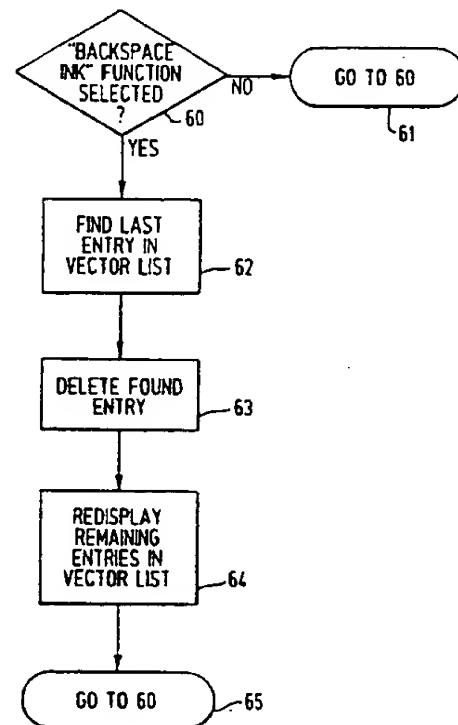 "BACKSPACE
INK" FUNCTION
SELECTED
?
60
NO
GO TO 60
61
YES
FIND LAST
ENTRY IN
VECTOR LIST
62
DELETE FOUND
ENTRY
63
REDISPLAY
REMAINING
ENTRIES IN
VECTOR LIST
64
GO TO 60
65